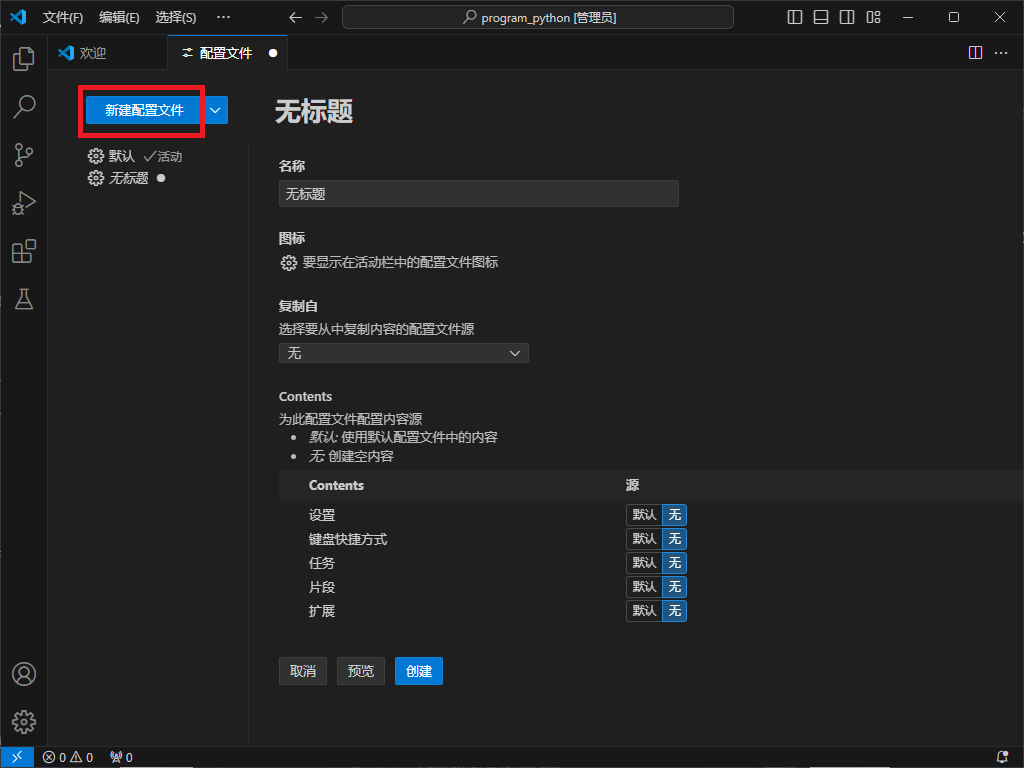 文件(F) 编辑(E) 选择(S) ··· program_python [管理员]
欢迎 配置文件
新建配置文件
默认 活动
无标题
无标题
名称
无标题
图标
要显示在活动栏中的配置文件图标
复制自
选择要从中复制内容的配置文件源
无
Contents
为此配置文件配置内容源
• 默认: 使用默认配置文件中的内容
• 无: 创建空内容
Contents 源
设置 默认 无
键盘快捷方式 默认 无
任务 默认 无
片段 默认 无
扩展 默认 无
取消 预览 创建
0 0 0